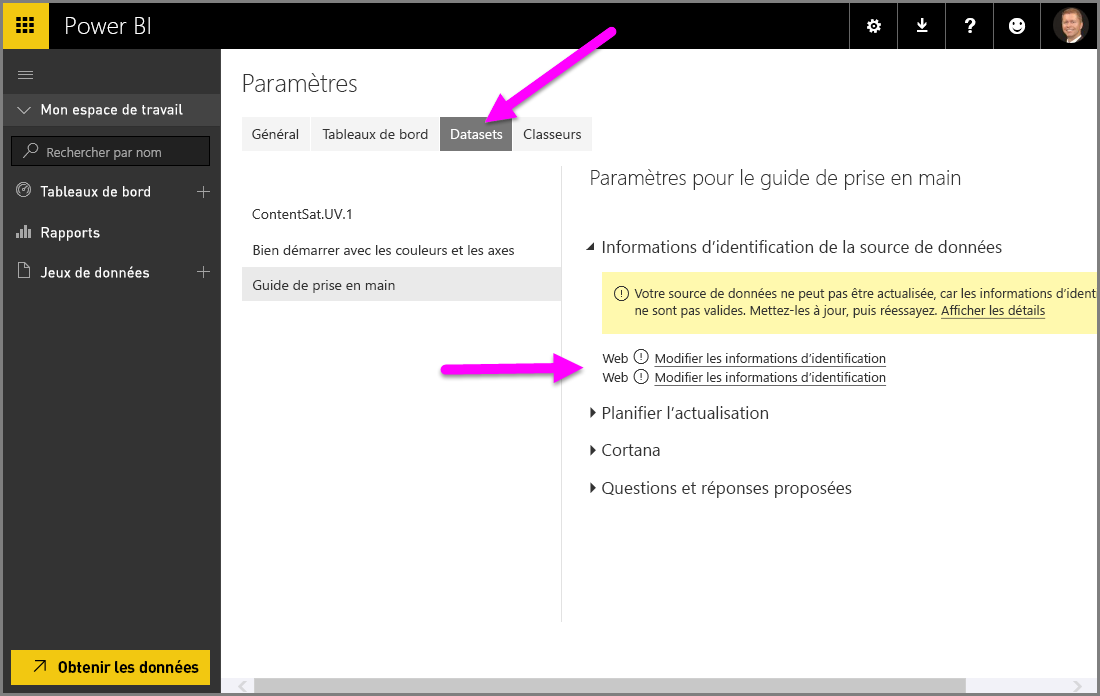 Power BI
?
Mon espace de travail
Rechercher par nom
Tableaux de bord
Rapports
Jeux de données
Obtenir les données
Paramètres
Général
Tableaux de bord
Datasets
Classeurs
ContentSat.UV.1
Bien démarrer avec les couleurs et les axes
Guide de prise en main
Paramètres pour le guide de prise en main
Informations d’identification de la source de données
Votre source de données ne peut pas être actualisée, car les informations d’ident
ne sont pas valides. Mettez-les à jour, puis réessayez. Afficher les détails
Web Modifier les informations d’identification
Web Modifier les informations d’identification
Planifier l’actualisation
Cortana
Questions et réponses proposées